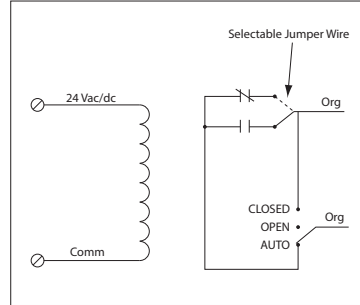 Selectable Jumper Wire
24 Vac/dc
Org
CLOSED
OPEN
Org
AUTO
Comm